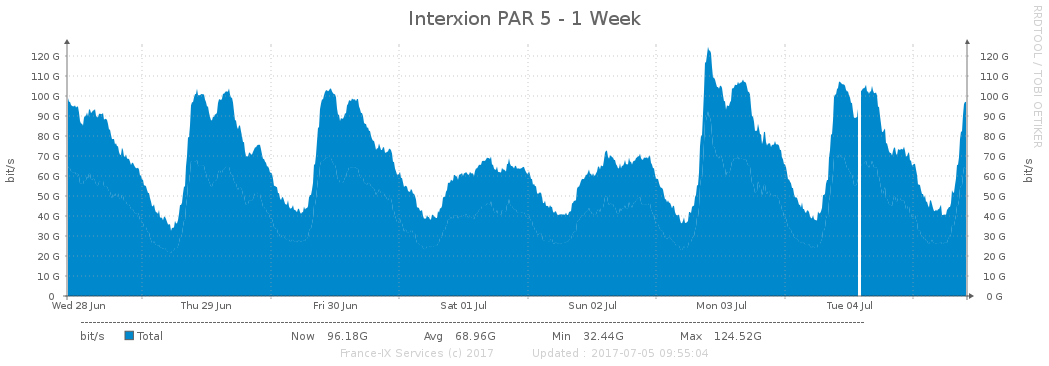 Interxion PAR 5 - 1 Week
RRDTOOL / TOBI OETIKER
120 G 120 G
110 G 110 G
100 G 100 G
90 G 90 G
80 G 80 G
70 G 70 G
60 G 60 G
50 G 50 G
40 G 40 G
30 G 30 G
20 G 20 G
10 G 10 G
0 0 G
bit/s
bit/s
Wed 28 Jun Thu 29 Jun Fri 30 Jun Sat 01 Jul Sun 02 Jul Mon 03 Jul Tue 04 Jul
bit/s Total Now 96.18G Avg 68.96G Min 32.44G Max 124.52G
France-IX Services (c) 2017 Updated : 2017-07-05 09:55:04